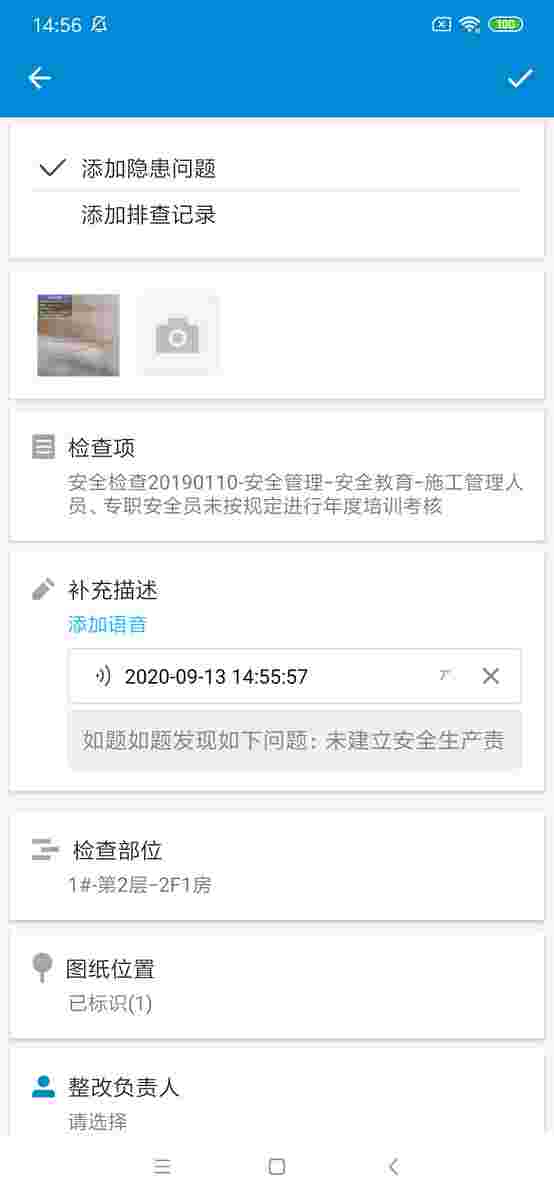 14:56
100
添加隐患问题
添加排查记录
检查项
安全检查20190110-安全管理-安全教育-施工管理人
员、专职安全员未按规定进行年度培训考核
补充描述
添加语音
2020-09-13 14:55:57
7"
如题如题发现如下问题：未建立安全生产责
检查部位
1#-第2层-2F1房
图纸位置
已标识(1)
整改负责人
请选择